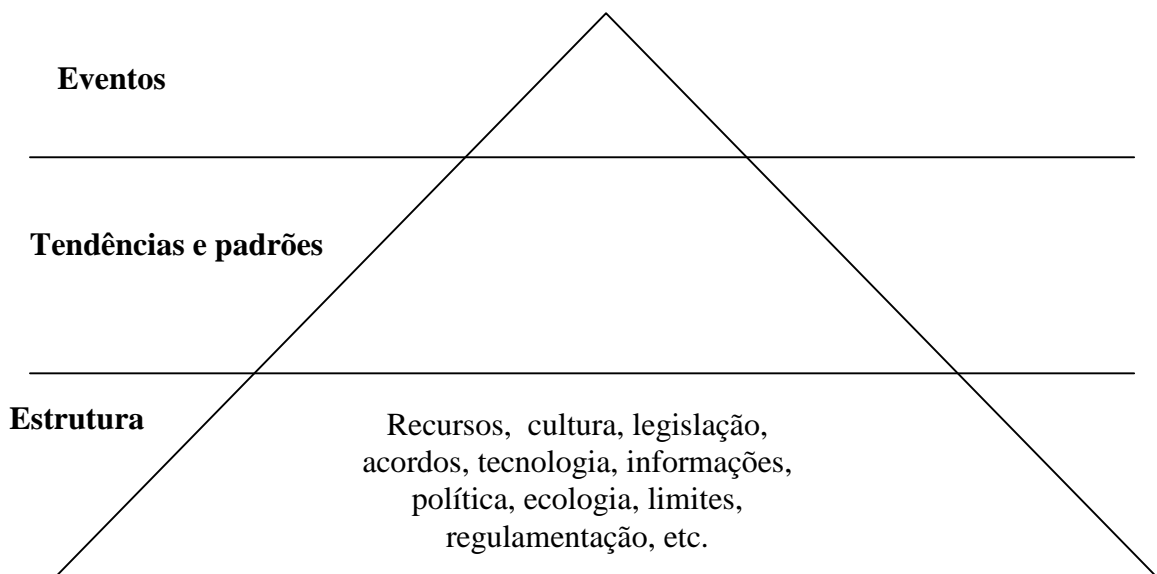 Eventos
Tendências e padrões
Estrutura
Recursos, cultura, legislação,
acordos, tecnologia, informações,
política, ecologia, limites,
regulamentação, etc.